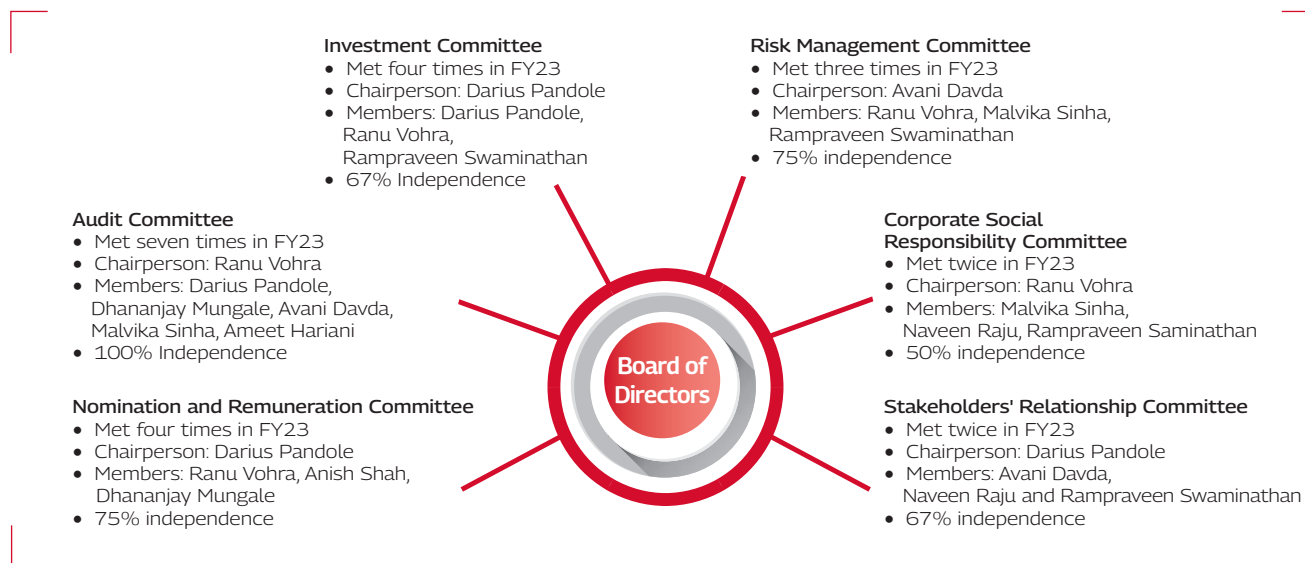 Investment Committee
• Met four times in FY23
• Chairperson: Darius Pandole
• Members: Darius Pandole,
Ranu Vohra,
Rampraveen Swaminathan
• 67% Independence
Risk Management Committee
• Met three times in FY23
• Chairperson: Avani Davda
• Members: Ranu Vohra, Malvika Sinha,
Rampraveen Swaminathan
• 75% independence
Audit Committee
• Met seven times in FY23
• Chairperson: Ranu Vohra
• Members: Darius Pandole,
Dhananjay Mungale, Avani Davda,
Malvika Sinha, Ameet Hariani
• 100% Independence
Corporate Social
Responsibility Committee
• Met twice in FY23
• Chairperson: Ranu Vohra
• Members: Malvika Sinha,
Naveen Raju, Rampraveen Saminathan
• 50% independence
Board of
Directors
Nomination and Remuneration Committee
• Met four times in FY23
• Chairperson: Darius Pandole
• Members: Ranu Vohra, Anish Shah,
Dhananjay Mungale
• 75% independence
Stakeholders' Relationship Committee
• Met twice in FY23
• Chairperson: Darius Pandole
• Members: Avani Davda,
Naveen Raju and Rampraveen Swaminathan
• 67% independence